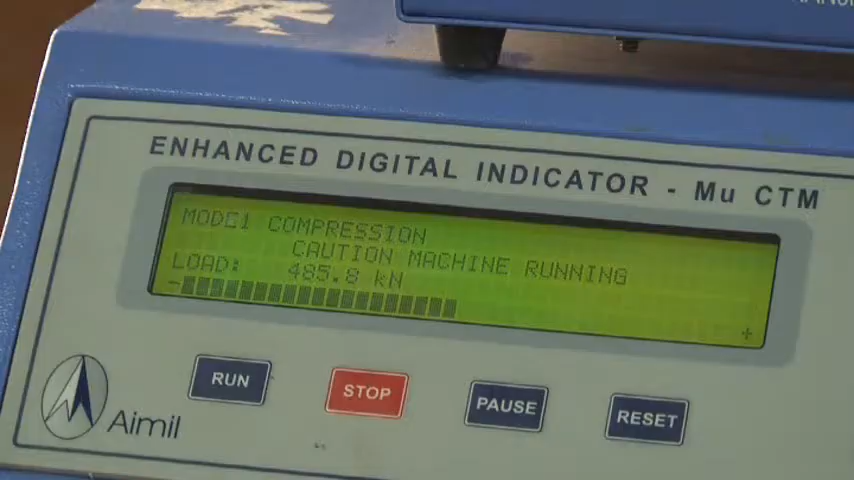 ENHANCED DIGITAL INDICATOR - Mu CTM
MODE1 COMPRESSION
CAUTION MACHINE RUNNING
LOAD: 485.8 kN
- +
RUN STOP PAUSE RESET
Aimil